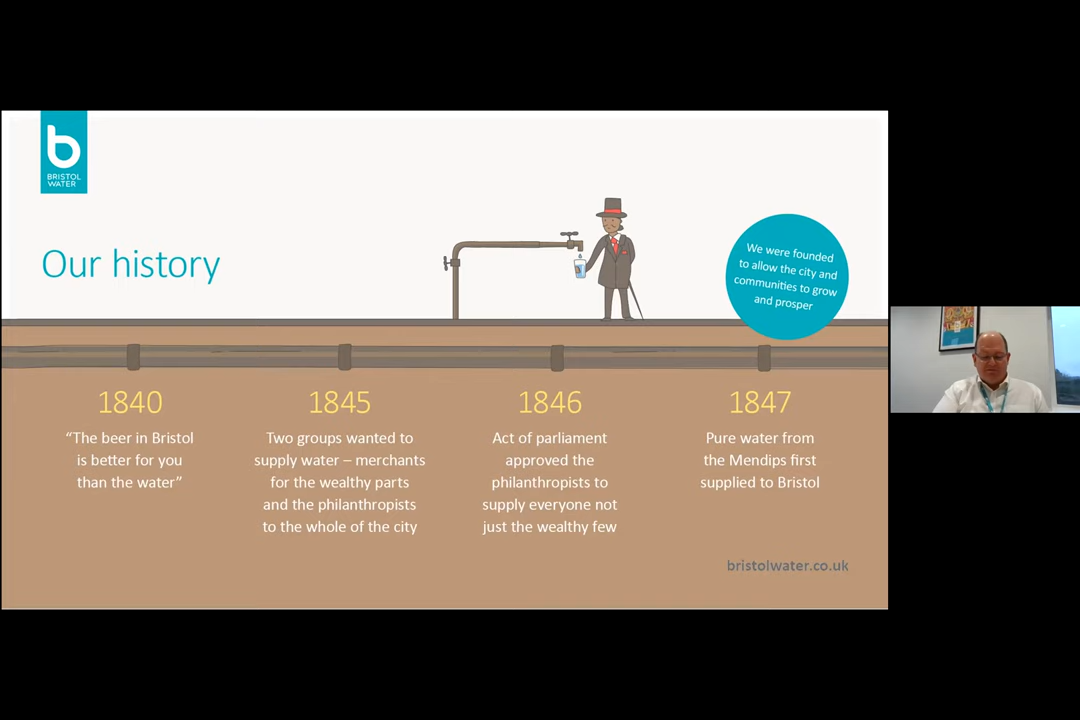 b
BRISTOL
WATER
Our history
We were founded
to allow the city and
communities to grow
and prosper
1840
“The beer in Bristol
is better for you
than the water”
1845
Two groups wanted to
supply water – merchants
for the wealthy parts
and the philanthropists
to the whole of the city
1846
Act of parliament
approved the
philanthropists to
supply everyone not
just the wealthy few
1847
Pure water from
the Mendips first
supplied to Bristol
bristolwater.co.uk